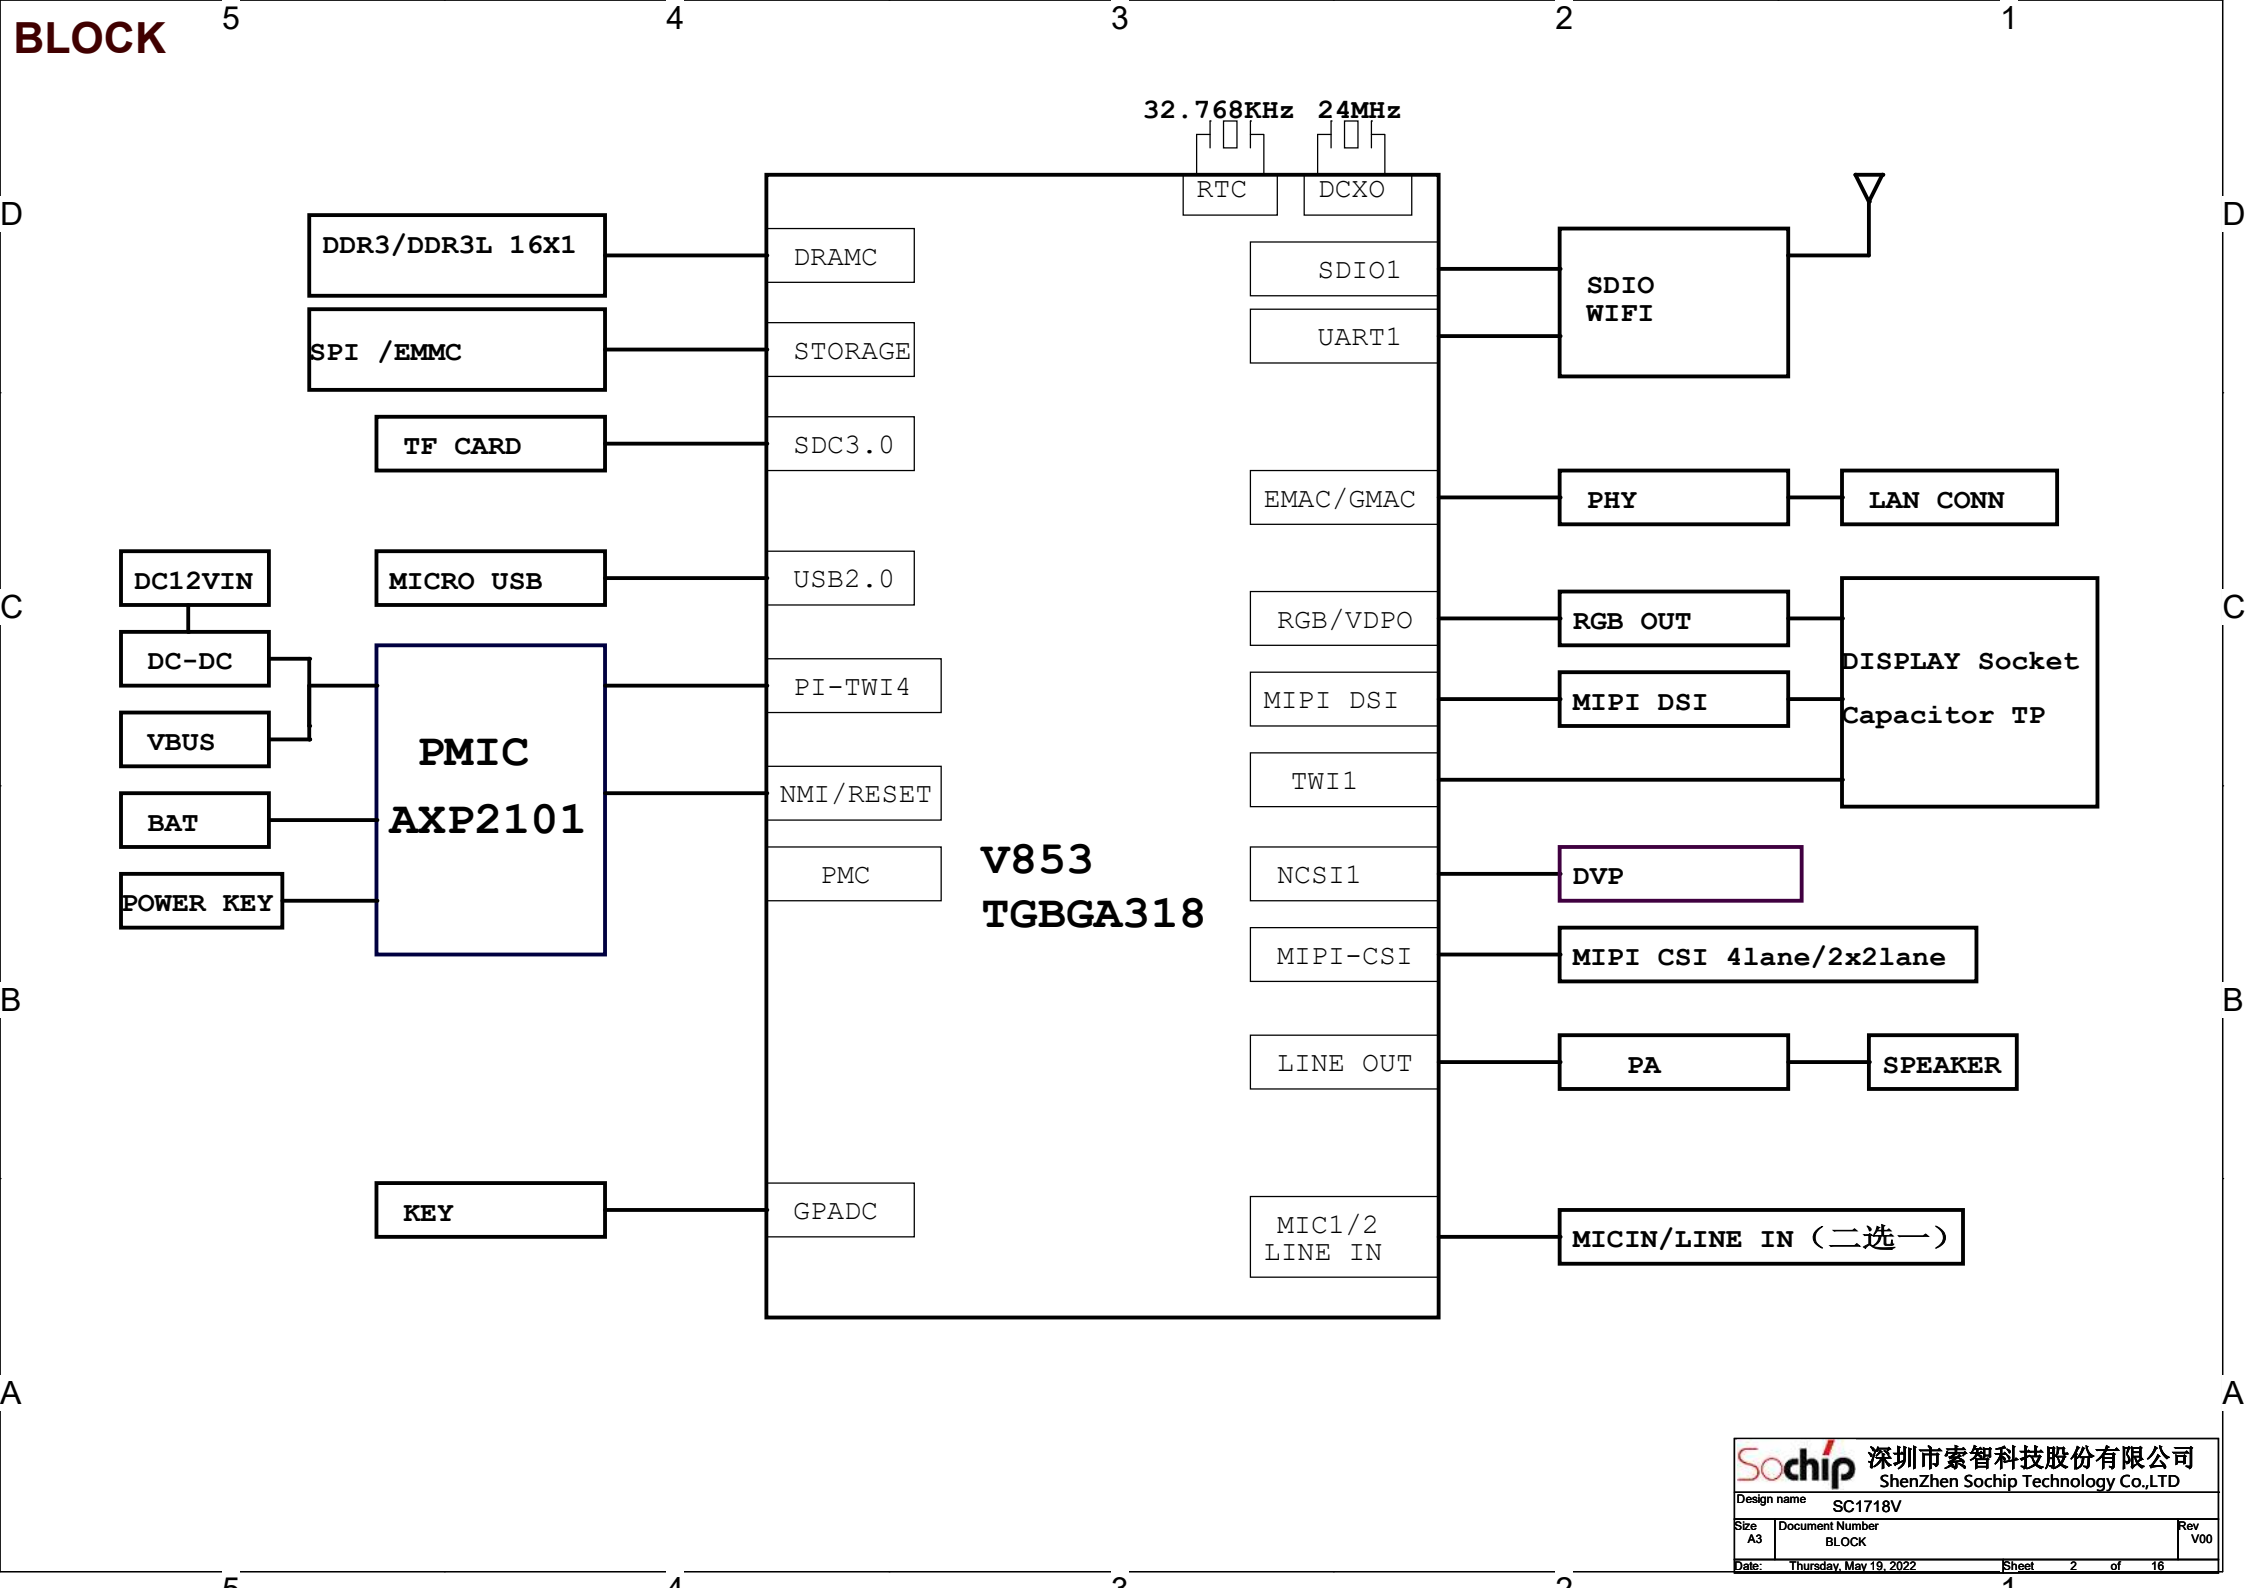 BLOCK
5 4 3 2 1
32.768KHz 24MHz
RTC DCXO
D D
DDR3/DDR3L 16X1
DRAMC
SPI /EMMC
STORAGE
TF CARD
SDC3.0
MICRO USB
USB2.0
C C
DC12VIN
DC-DC
VBUS
BAT
POWER KEY
PMIC
AXP2101
PI-TWI4
NMI/RESET
PMC
V853
TGBGA318
KEY
GPADC
SDIO1
UART1
SDIO
WIFI
EMAC/GMAC
PHY
LAN CONN
RGB/VDPO
RGB OUT
MIPI DSI
MIPI DSI
TWI1
DISPLAY Socket
Capacitor TP
NCSI1
DVP
MIPI-CSI
MIPI CSI 4lane/2x2lane
B B
LINE OUT
PA
SPEAKER
MIC1/2
LINE IN
MICIN/LINE IN（二选一）
A A
Sochip
深圳市索智科技股份有限公司
ShenZhen Sochip Technology Co.,LTD
Design name SC1718V
Size
A3
Document Number
BLOCK
Rev
V00
Date: Thursday, May 19, 2022 Sheet 2 of 16
5 4 3 2 1